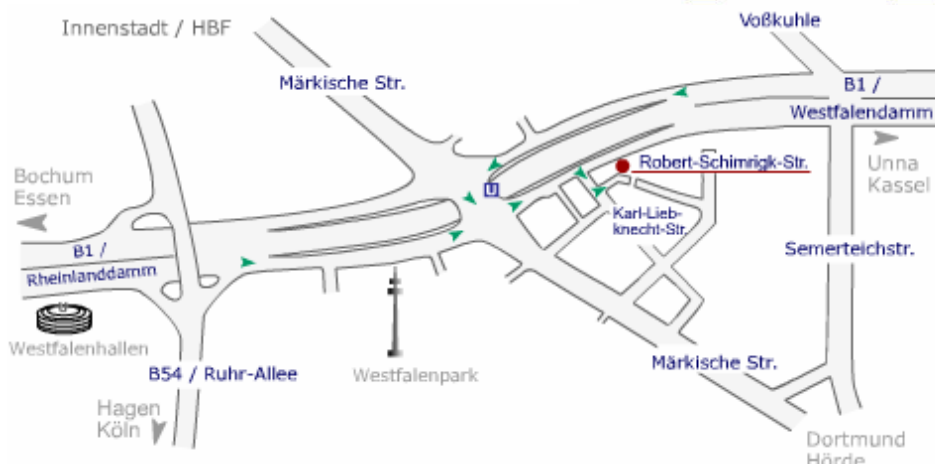 Innenstadt / HBF
Voßkuhle
Märkische Str.
B1 /
Westfalendamm
Unna
Kassel
Robert-Schimrigk-Str.
Bochum
Essen
U
Karl-Lieb-
knecht-Str.
B1 /
Rheinlanddamm
Semerteichstr.
Westfalenhallen
B54 / Ruhr-Allee
Westfalenpark
Märkische Str.
Hagen
Köln
Dortmund
Hörde